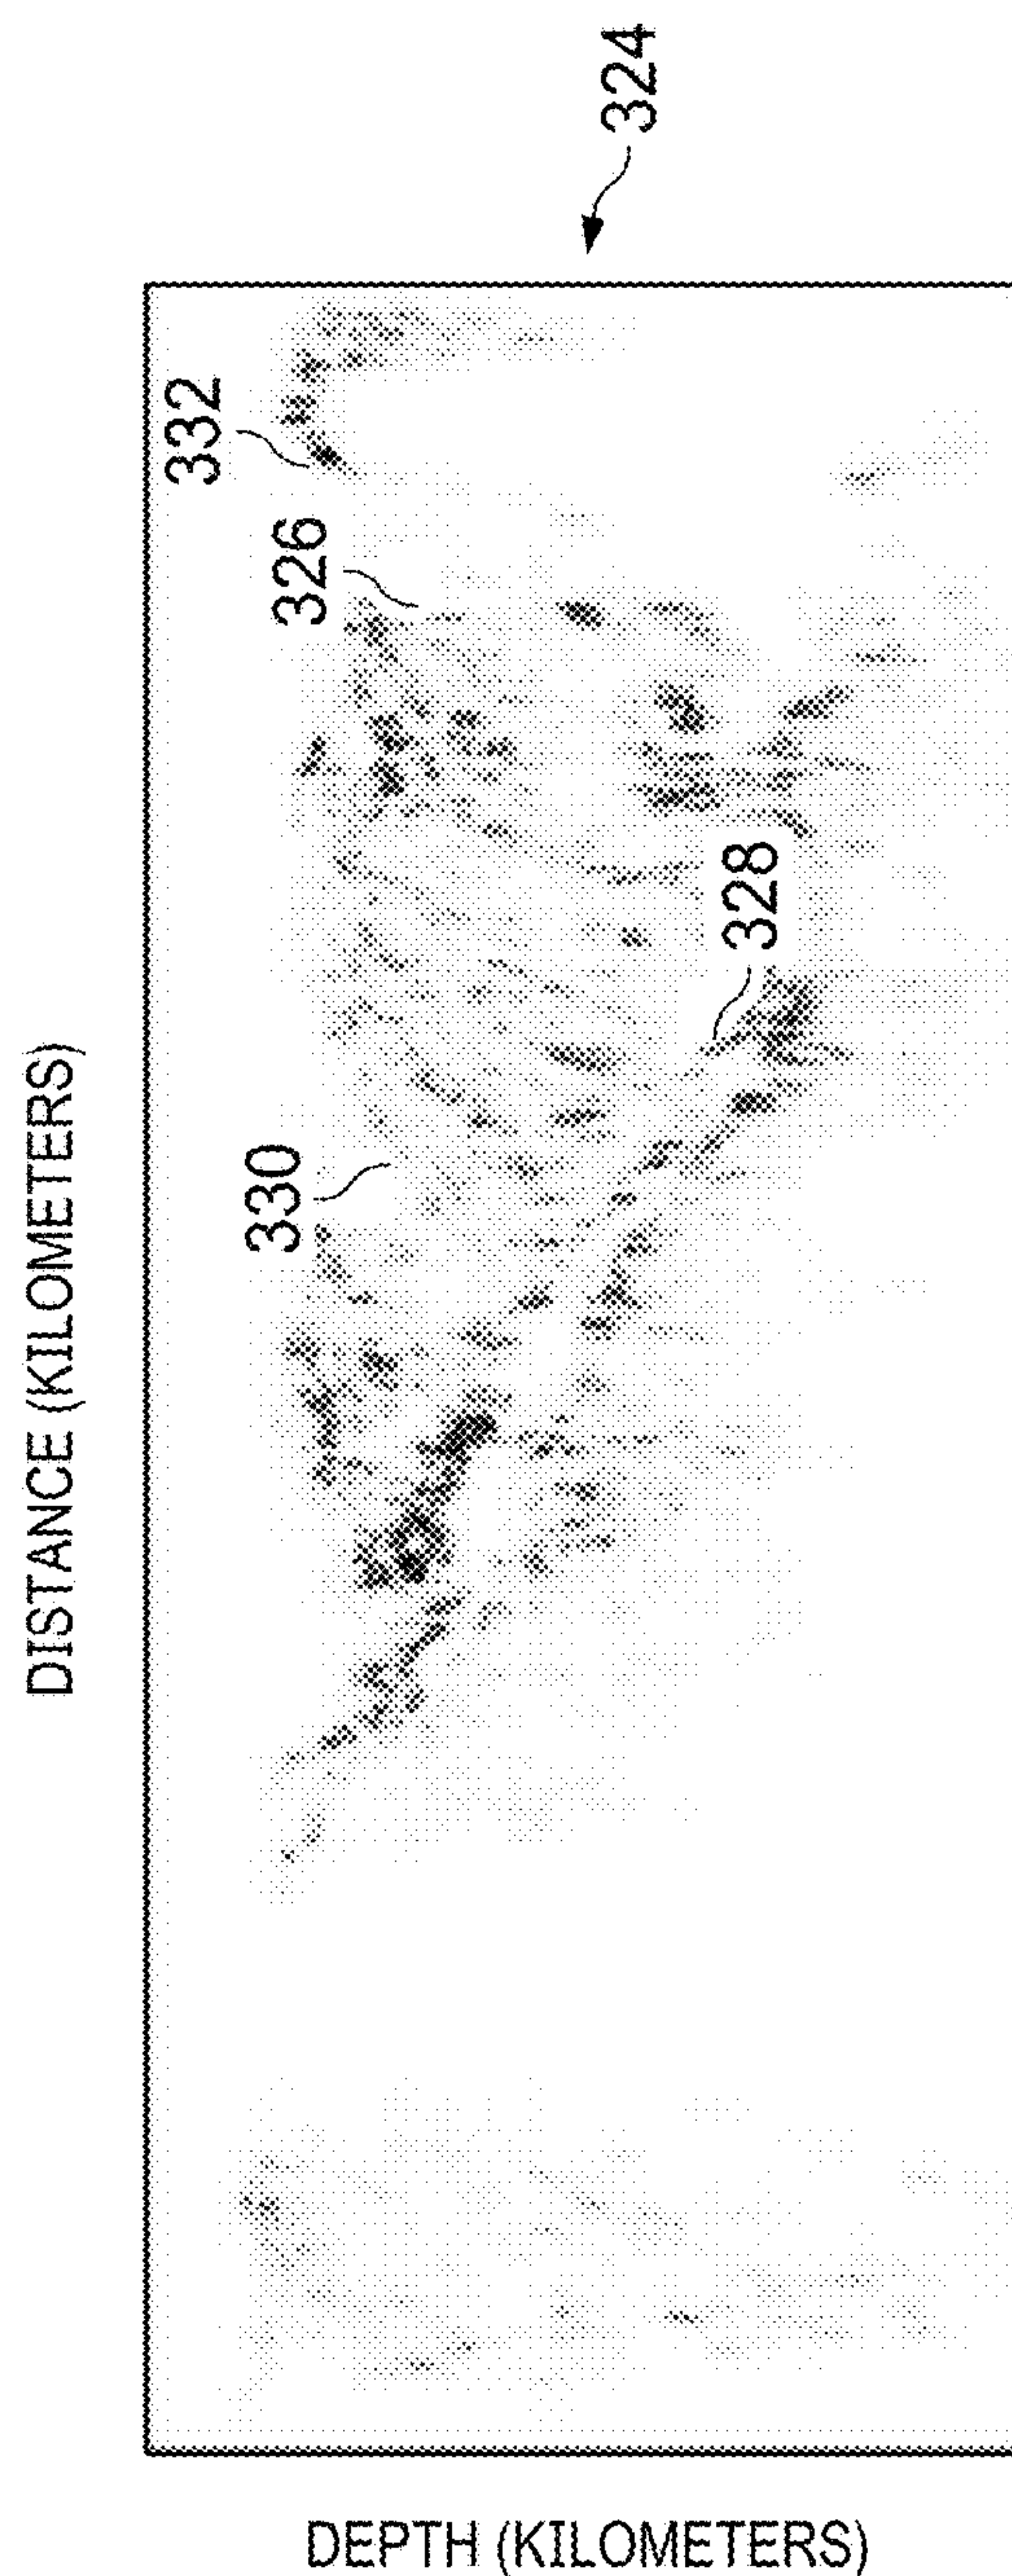 DISTANCE (KILOMETERS)
324
332
326
328
330
DEPTH (KILOMETERS)